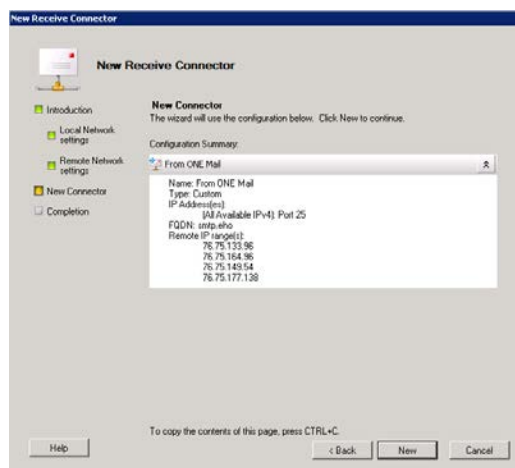 New Receive Connector
New Receive Connector
Introduction
Local Network
settings
Remote Network
settings
New Connector
Completion
New Connector
The wizard will use the configuration below. Click New to continue.
Configuration Summary:
From ONE Mail
Name: From ONE Mail
Type: Custom
IP Address(es):
(All Available IPv4): Port 25
FQDN: smtp.eho
Remote IP range(s):
76.75.133.96
76.75.164.96
76.75.149.54
76.75.177.138
To copy the contents of this page, press CTRL+C.
Help
< Back
New
Cancel